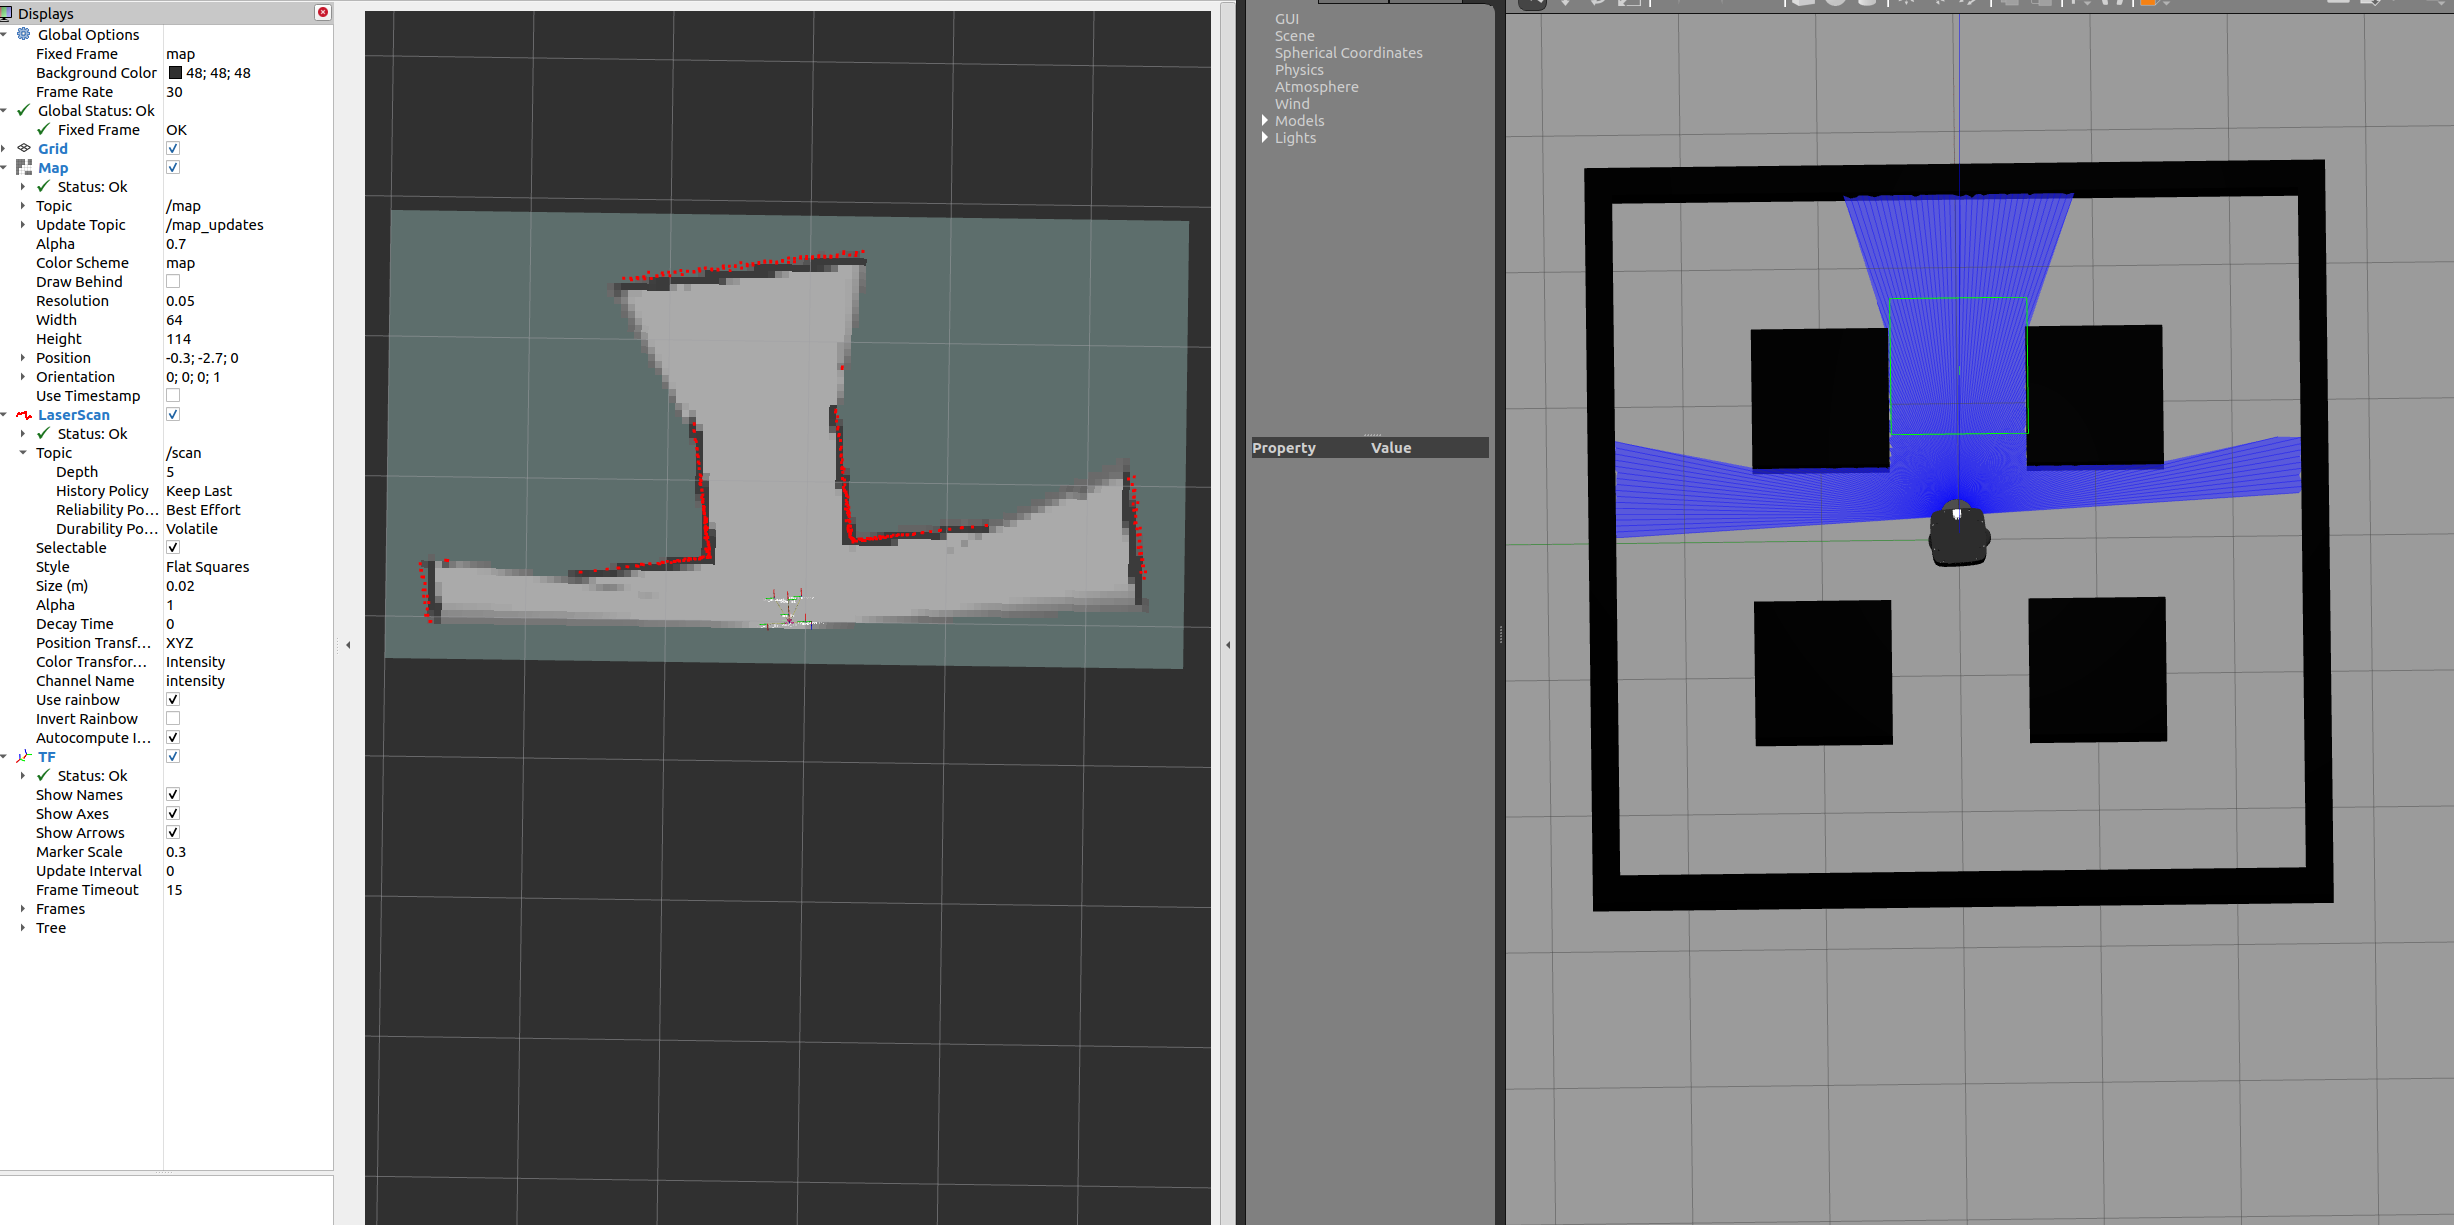 Displays
Global Options
Fixed Frame map
Background Color 48; 48; 48
Frame Rate 30
Global Status: Ok
Fixed Frame OK
Grid
Map
Status: Ok
Topic /map
Update Topic /map_updates
Alpha 0.7
Color Scheme map
Draw Behind
Resolution 0.05
Width 64
Height 114
Position -0.3; -2.7; 0
Orientation 0; 0; 0; 1
Use Timestamp
LaserScan
Status: Ok
Topic /scan
Depth 5
History Policy Keep Last
Reliability Po... Best Effort
Durability Po... Volatile
Selectable
Style Flat Squares
Size (m) 0.02
Alpha 1
Decay Time 0
Position Transf... XYZ
Color Transfor... Intensity
Channel Name intensity
Use rainbow
Invert Rainbow
Autocompute I...
TF
Status: Ok
Show Names
Show Axes
Show Arrows
Marker Scale 0.3
Update Interval 0
Frame Timeout 15
Frames
Tree
GUI
Scene
Spherical Coordinates
Physics
Atmosphere
Wind
Models
Lights
Property Value